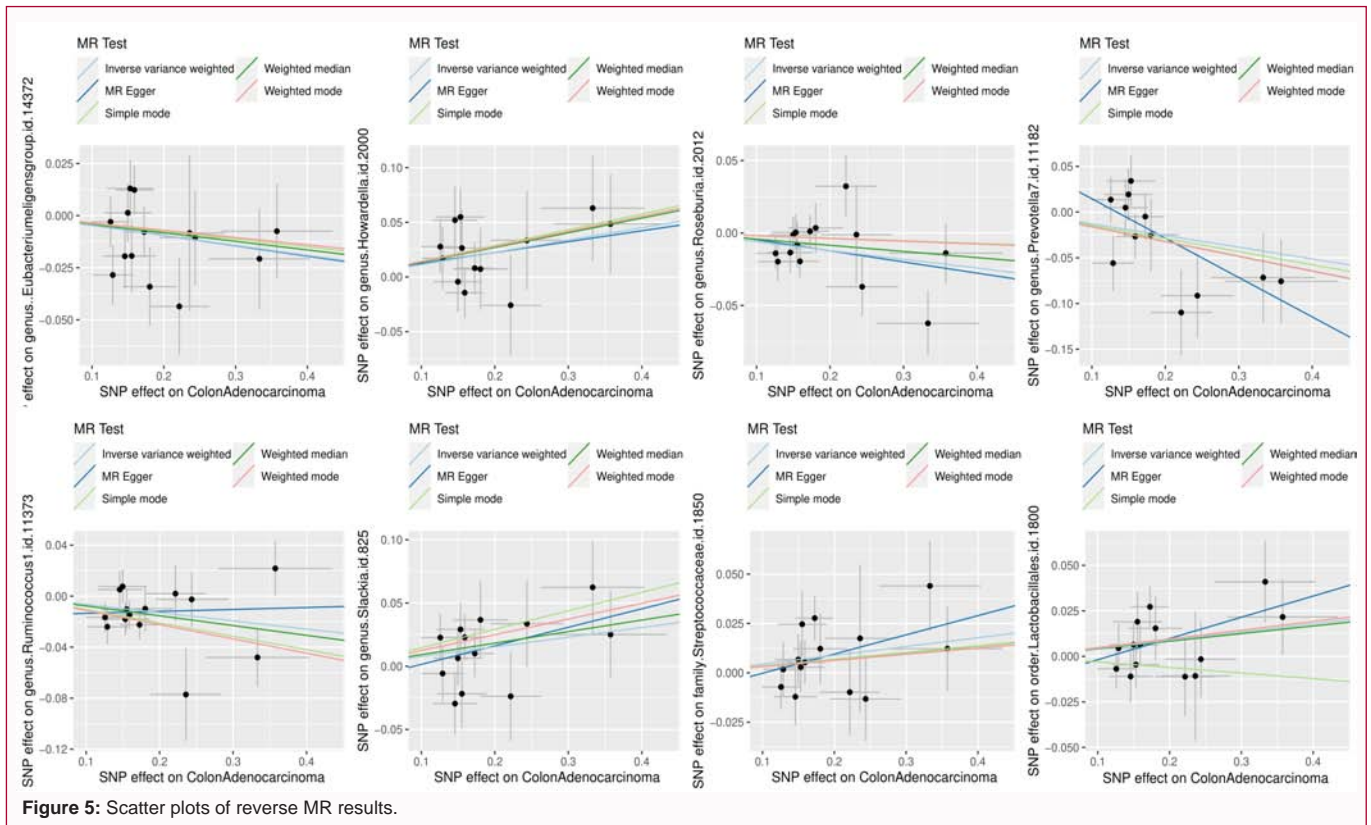 MR Test
Inverse variance weighted
Weighted median
MR Egger
Weighted mode
Simple mode
effect on genus..Eubacteriumeligensgroup.id.14372
0.025
0.000
−0.025
−0.050
0.1 0.2 0.3 0.4
SNP effect on ColonAdenocarcinoma
MR Test
Inverse variance weighted
Weighted median
MR Egger
Weighted mode
Simple mode
SNP effect on genus.Howardella.id.2000
0.10
0.05
0.00
−0.05
0.1 0.2 0.3 0.4
SNP effect on ColonAdenocarcinoma
MR Test
Inverse variance weighted
Weighted median
MR Egger
Weighted mode
Simple mode
SNP effect on genus.Roseburia.id.2012
0.05
0.00
−0.05
0.1 0.2 0.3 0.4
SNP effect on ColonAdenocarcinoma
MR Test
Inverse variance weighted
Weighted median
MR Egger
Weighted mode
Simple mode
SNP effect on genus.Prevotella7.id.11182
0.05
0.00
−0.05
−0.10
−0.15
0.1 0.2 0.3 0.4
SNP effect on ColonAdenocarcinoma
MR Test
Inverse variance weighted
Weighted median
MR Egger
Weighted mode
Simple mode
SNP effect on genus.Ruminococcus1.id.11373
0.04
0.00
−0.04
−0.08
−0.12
0.1 0.2 0.3 0.4
SNP effect on ColonAdenocarcinoma
MR Test
Inverse variance weighted
Weighted median
MR Egger
Weighted mode
Simple mode
SNP effect on genus.Slackia.id.825
0.10
0.05
0.00
−0.05
0.1 0.2 0.3 0.4
SNP effect on ColonAdenocarcinoma
MR Test
Inverse variance weighted
Weighted median
MR Egger
Weighted mode
Simple mode
SNP effect on family.Streptococcaceae.id.1850
0.050
0.025
0.000
−0.025
0.1 0.2 0.3 0.4
SNP effect on ColonAdenocarcinoma
MR Test
Inverse variance weighted
Weighted median
MR Egger
Weighted mode
Simple mode
SNP effect on order.Lactobacillales.id.1800
0.050
0.025
0.000
−0.025
−0.050
0.1 0.2 0.3 0.4
SNP effect on ColonAdenocarcinoma
Figure 5: Scatter plots of reverse MR results.